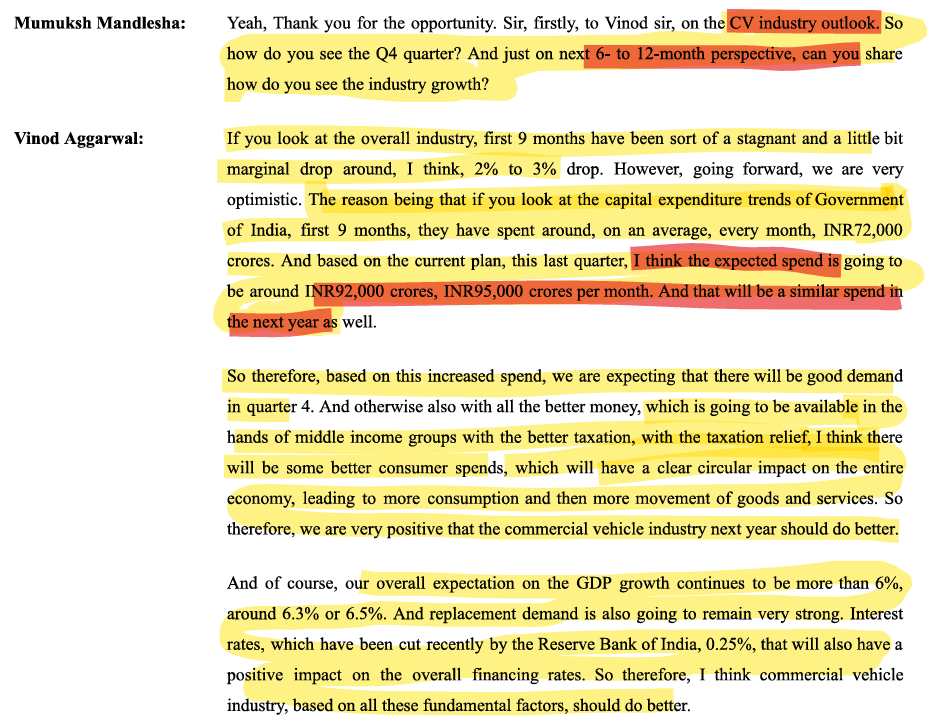 Mumuksh Mandlesha: Yeah, Thank you for the opportunity. Sir, firstly, to Vinod sir, on the CV industry outlook. So
how do you see the Q4 quarter? And just on next 6- to 12-month perspective, can you share
how do you see the industry growth?
Vinod Aggarwal: If you look at the overall industry, first 9 months have been sort of a stagnant and a little bit
marginal drop around, I think, 2% to 3% drop. However, going forward, we are very
optimistic. The reason being that if you look at the capital expenditure trends of Government
of India, first 9 months, they have spent around, on an average, every month, INR72,000
crores. And based on the current plan, this last quarter, I think the expected spend is going to
be around INR92,000 crores, INR95,000 crores per month. And that will be a similar spend in
the next year as well.
So therefore, based on this increased spend, we are expecting that there will be good demand
in quarter 4. And otherwise also with all the better money, which is going to be available in the
hands of middle income groups with the better taxation, with the taxation relief, I think there
will be some better consumer spends, which will have a clear circular impact on the entire
economy, leading to more consumption and then more movement of goods and services. So
therefore, we are very positive that the commercial vehicle industry next year should do better.
And of course, our overall expectation on the GDP growth continues to be more than 6%,
around 6.3% or 6.5%. And replacement demand is also going to remain very strong. Interest
rates, which have been cut recently by the Reserve Bank of India, 0.25%, that will also have a
positive impact on the overall financing rates. So therefore, I think commercial vehicle
industry, based on all these fundamental factors, should do better.